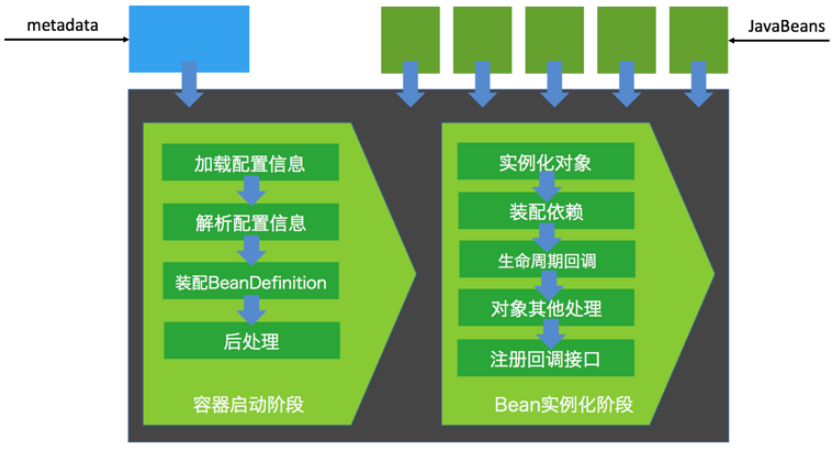 metadata
JavaBeans
加载配置信息
解析配置信息
装配BeanDefinition
后处理
容器启动阶段
实例化对象
装配依赖
生命周期回调
对象其他处理
注册回调接口
Bean实例化阶段